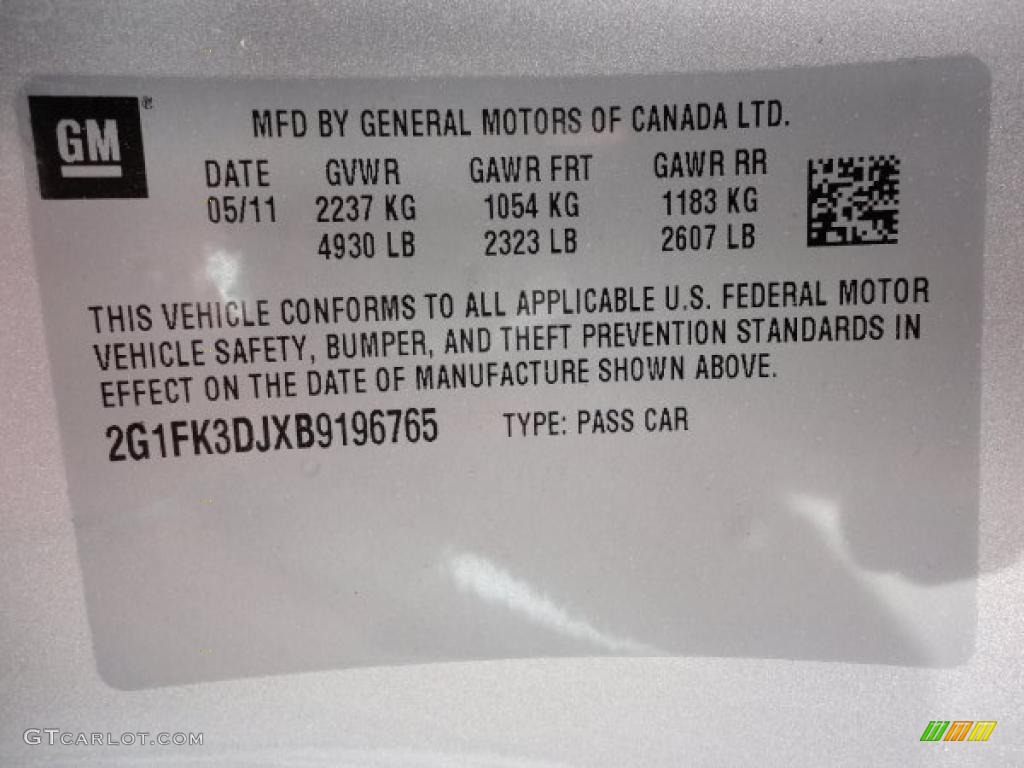 GM®
MFD BY GENERAL MOTORS OF CANADA LTD.
DATE GVWR GAWR FRT GAWR RR
05/11 2237 KG 1054 KG 1183 KG
4930 LB 2323 LB 2607 LB
THIS VEHICLE CONFORMS TO ALL APPLICABLE U.S. FEDERAL MOTOR
VEHICLE SAFETY, BUMPER, AND THEFT PREVENTION STANDARDS IN
EFFECT ON THE DATE OF MANUFACTURE SHOWN ABOVE.
2G1FK3DJXB9196765 TYPE: PASS CAR
GTCARLOT.COM